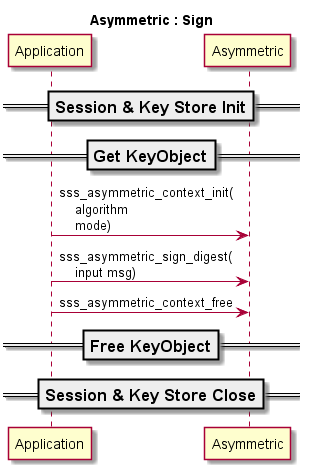 Asymmetric : Sign
Application Asymmetric
Session & Key Store Init
Get KeyObject
sss_asymmetric_context_init(
algorithm
mode)
sss_asymmetric_sign_digest(
input msg)
sss_asymmetric_context_free
Free KeyObject
Session & Key Store Close
Application Asymmetric